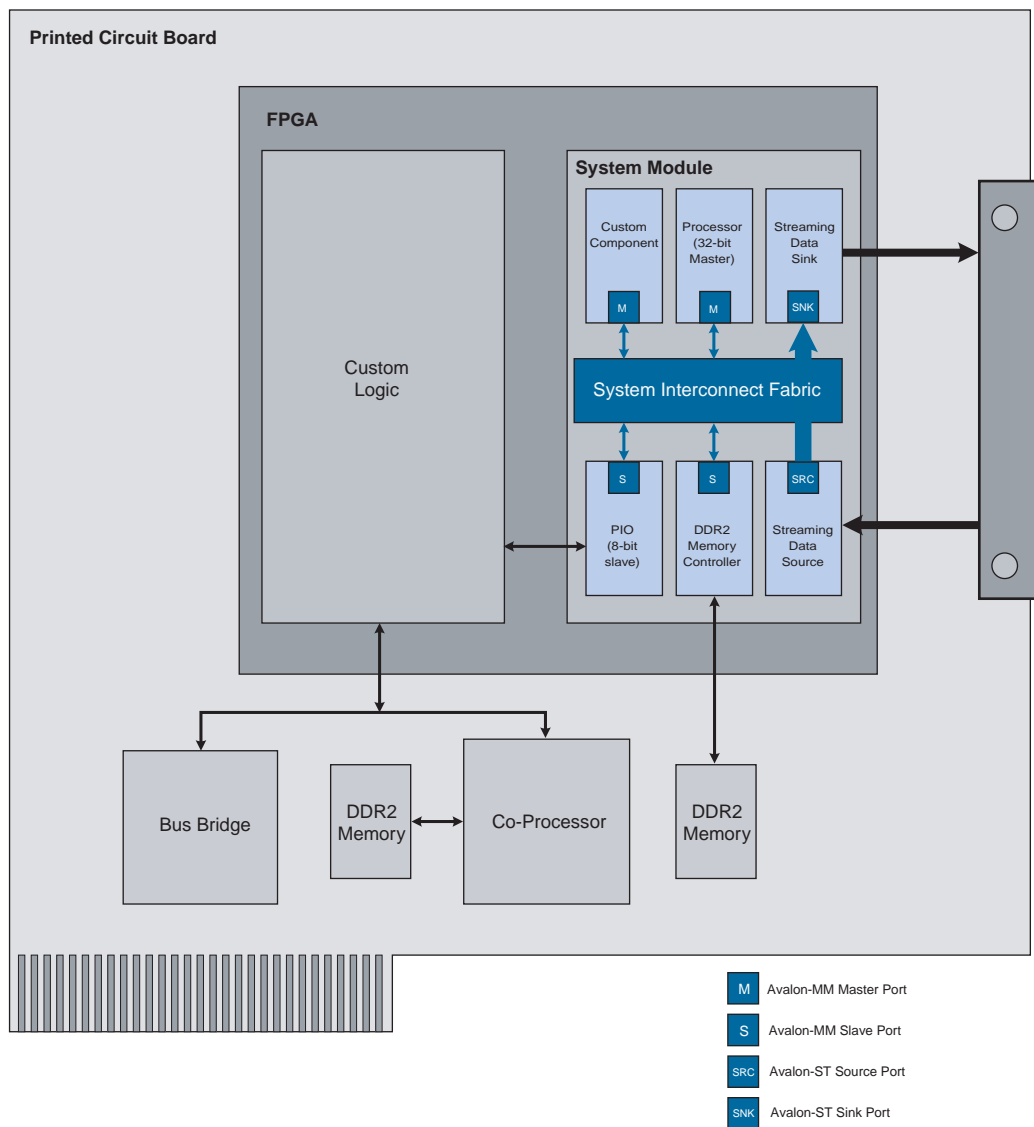 Printed Circuit Board
FPGA
System Module
Custom
Component
M
Processor
(32-bit
Master)
M
Streaming
Data
Sink
SNK
Custom
Logic
System Interconnect Fabric
S
PIO
(8-bit
slave)
S
DDR2
Memory
Controller
SRC
Streaming
Data
Source
Bus Bridge
DDR2
Memory
Co-Processor
DDR2
Memory
M Avalon-MM Master Port
S Avalon-MM Slave Port
SRC Avalon-ST Source Port
SNK Avalon-ST Sink Port